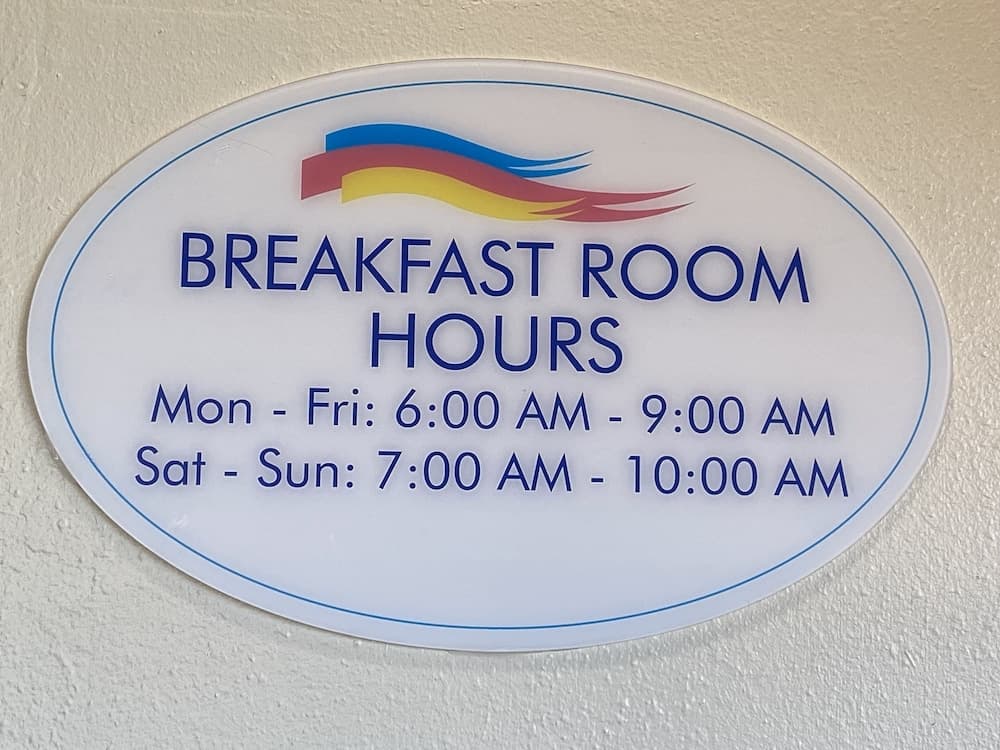 BREAKFAST ROOM
HOURS
Mon - Fri: 6:00 AM - 9:00 AM
Sat - Sun: 7:00 AM - 10:00 AM